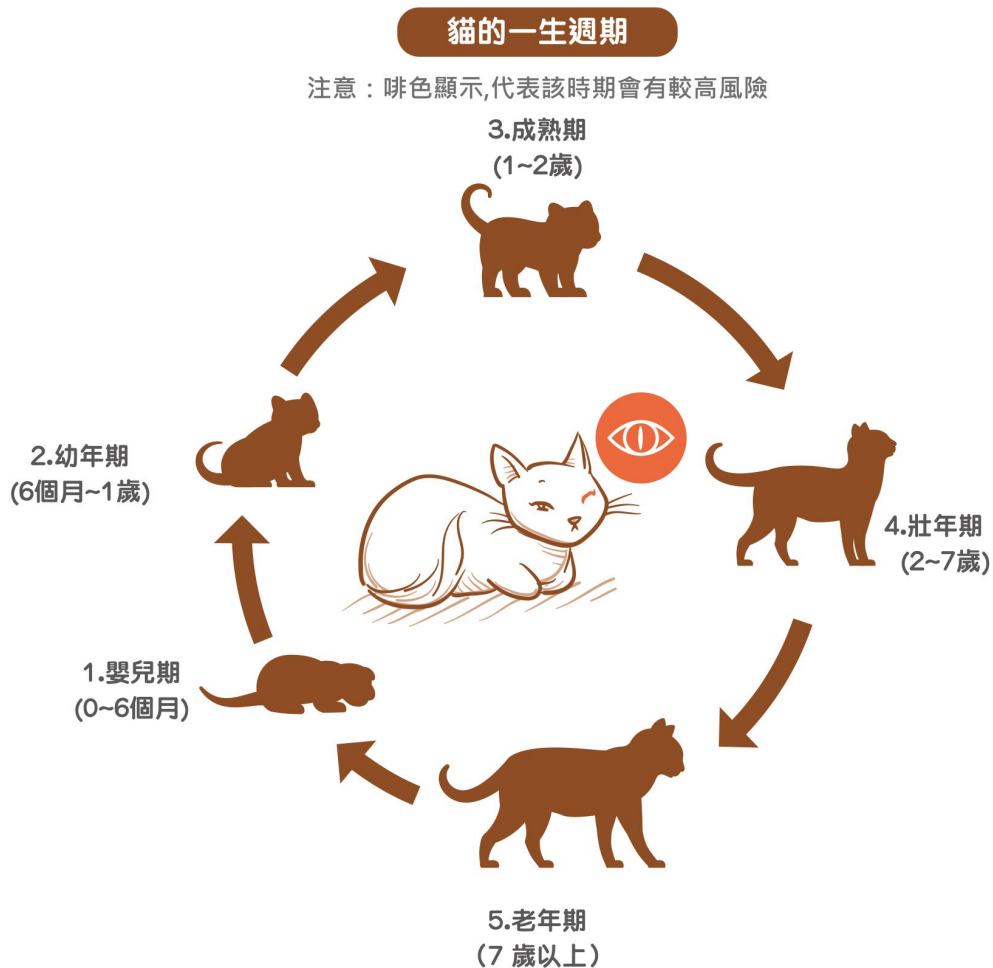 貓的一生週期
注意：啡色顯示,代表該時期會有較高風險
3.成熟期
(1~2歲)
2.幼年期
(6個月~1歲)
4.壯年期
(2~7歲)
1.嬰兒期
(0~6個月)
5.老年期
(7 歲以上)